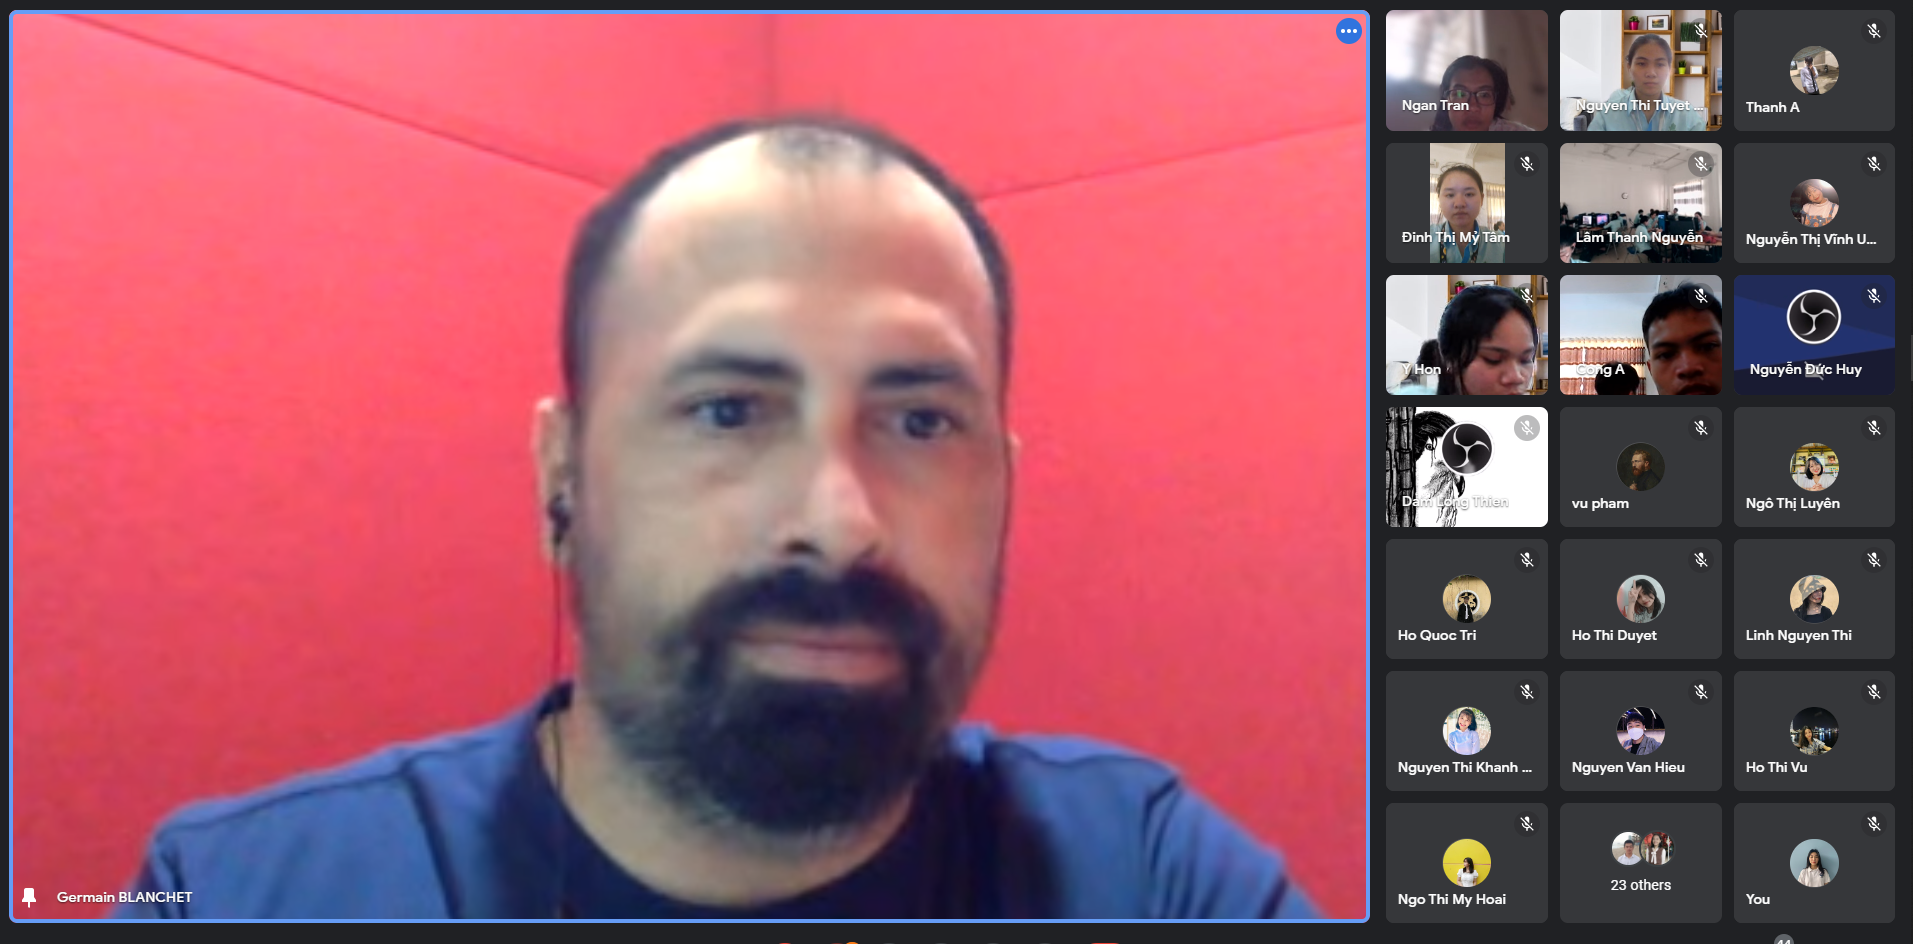 Germain BLANCHET
Ngan Tran
Nguyen Thi Tuyet ...
Thanh A
Đinh Thị Mỷ Tâm
Lâm Thanh Nguyễn
Nguyễn Thị Vĩnh U...
Y Hon
Công A
Nguyễn Đức Huy
Dam Long Thien
vu pham
Ngô Thị Luyên
Ho Quoc Tri
Ho Thi Duyet
Linh Nguyen Thi
Nguyen Thi Khanh ...
Nguyen Van Hieu
Ho Thi Vu
Ngo Thi My Hoai
23 others
You